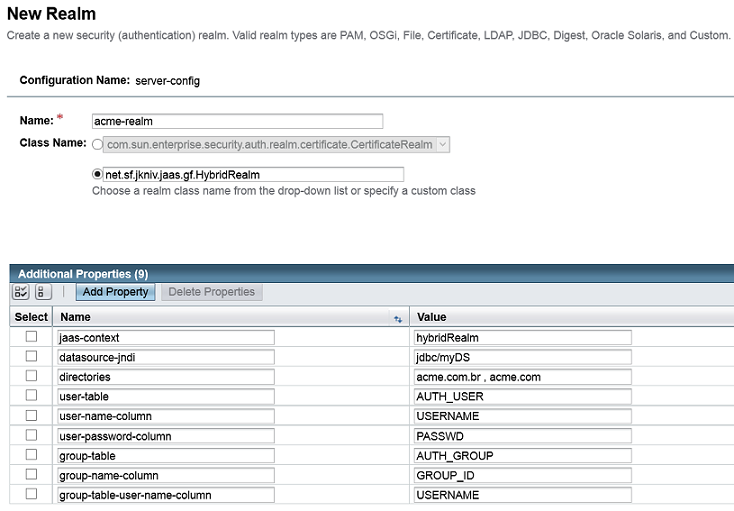 New Realm
Create a new security (authentication) realm. Valid realm types are PAM, OSGi, File, Certificate, LDAP, JDBC, Digest, Oracle Solaris, and Custom.
Configuration Name: server-config
Name: * acme-realm
Class Name: com.sun.enterprise.security.auth.realm.certificate.CertificateRealm
net.sf.jkniv.jaas.gf.HybridRealm
Choose a realm class name from the drop-down list or specify a custom class
Additional Properties (9)
Add Property Delete Properties
Select Name Value
jaas-context hybridRealm
datasource-jndi jdbc/myDS
directories acme.com.br , acme.com
user-table AUTH_USER
user-name-column USERNAME
user-password-column PASSWD
group-table AUTH_GROUP
group-name-column GROUP_ID
group-table-user-name-column USERNAME